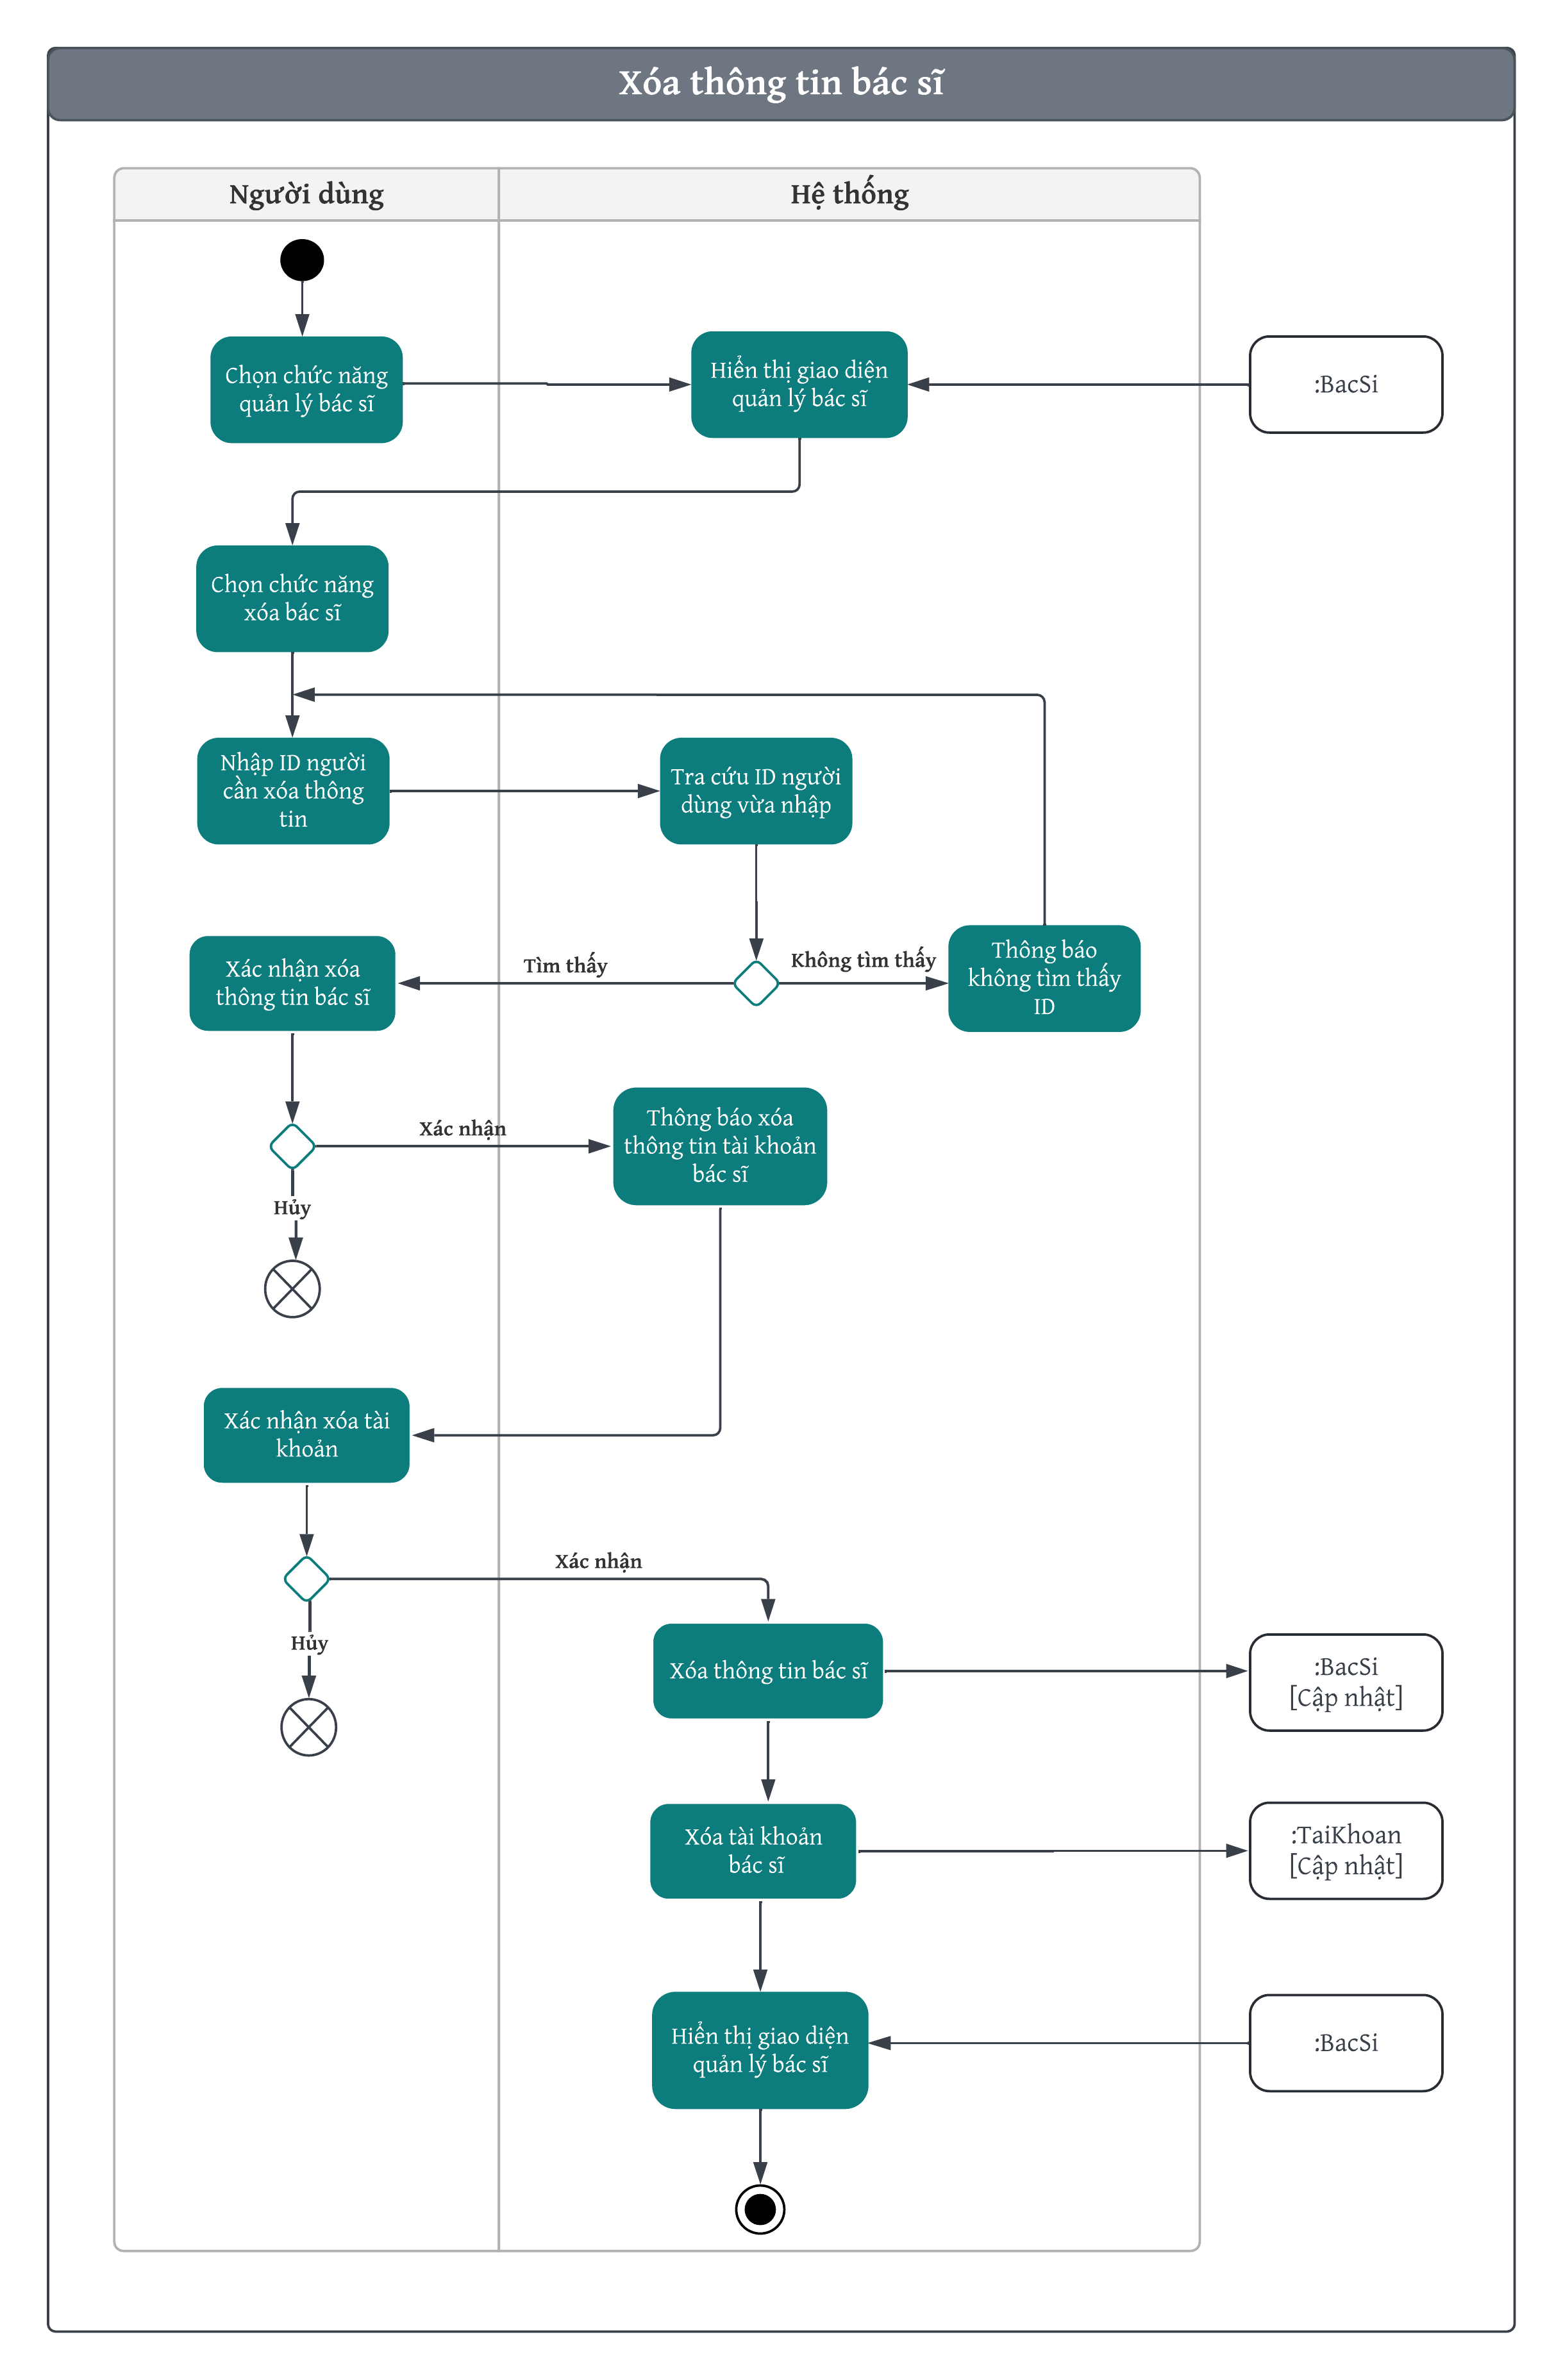 Xóa thông tin bác sĩ
Người dùng
Hệ thống
Chọn chức năng
quản lý bác sĩ
Hiển thị giao diện
quản lý bác sĩ
:BacSi
Chọn chức năng
xóa bác sĩ
Nhập ID người
cần xóa thông
tin
Tra cứu ID người
dùng vừa nhập
Xác nhận xóa
thông tin bác sĩ
Tìm thấy
Không tìm thấy
Thông báo
không tìm thấy
ID
Xác nhận
Thông báo xóa
thông tin tài khoản
bác sĩ
Hủy
Xác nhận xóa tài
khoản
Xác nhận
Hủy
Xóa thông tin bác sĩ
:BacSi
[Cập nhật]
Xóa tài khoản
bác sĩ
:TaiKhoan
[Cập nhật]
Hiển thị giao diện
quản lý bác sĩ
:BacSi